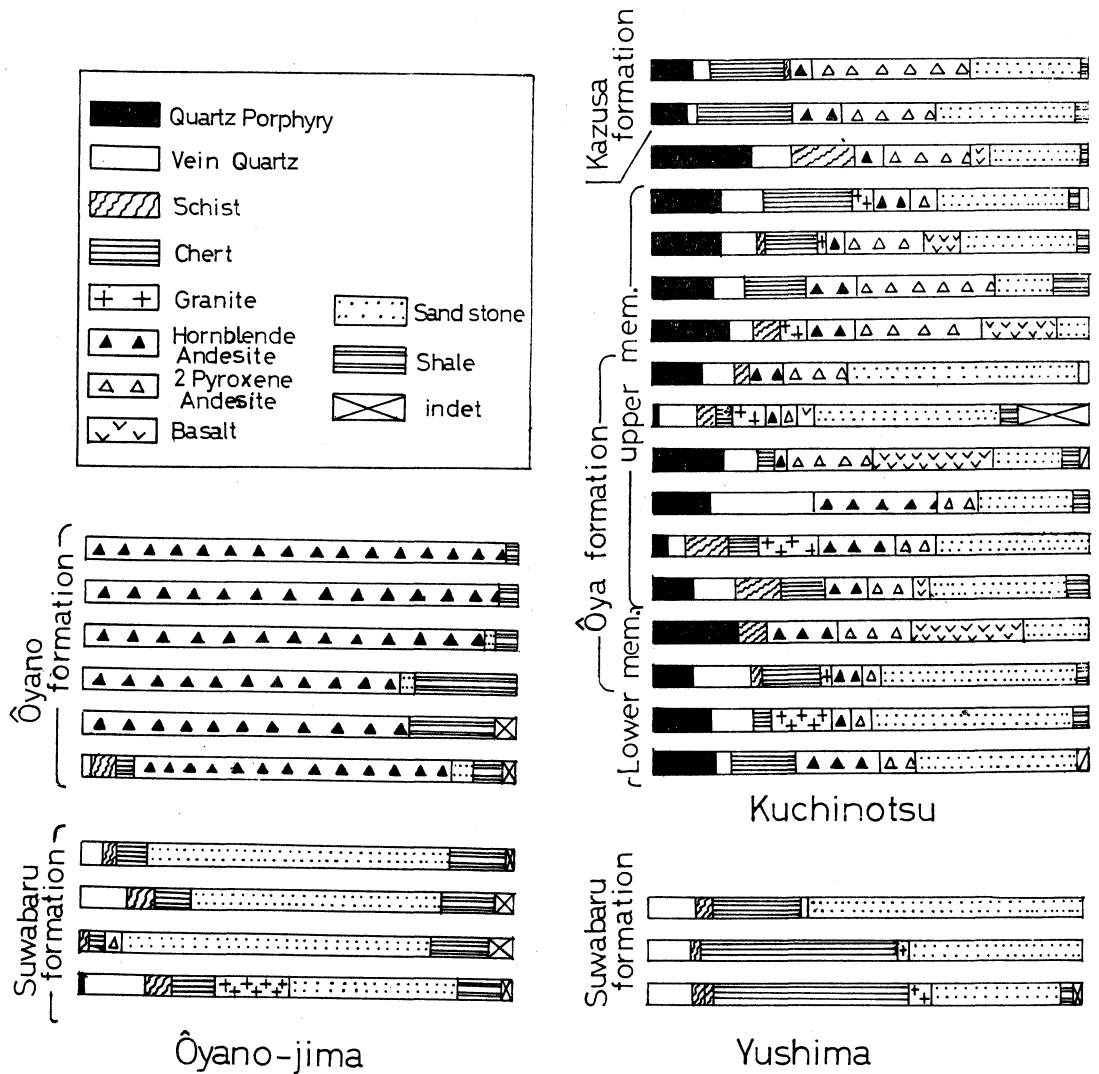 Quartz Porphyry
Vein Quartz
Schist
Chert
Granite
Hornblende
Andesite
2 Pyroxene
Andesite
Basalt
Sand stone
Shale
indet
Kazusa
formation
upper mem.
Ôya formation
Lower mem.
Kuchinotsu
Ôyano
formation
Suwabaru
formation
Ôyano-jima
Suwabaru
formation
Yushima